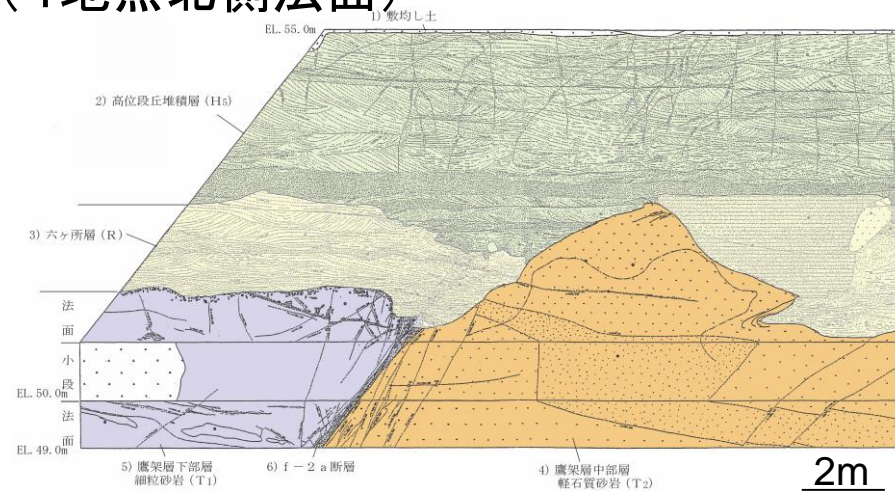 (4地点北側法面)
1) 敷均し土
EL.55.0m
2) 高位段丘堆積層(H5)
3) 六ヶ所層(R)
法面
小段
EL.50.0m
法面
EL.49.0m
5) 鷹架層下部層
細粒砂岩(T1)
6) f-2a断層
4) 鷹架層中部層
軽石質砂岩(T2)
2m